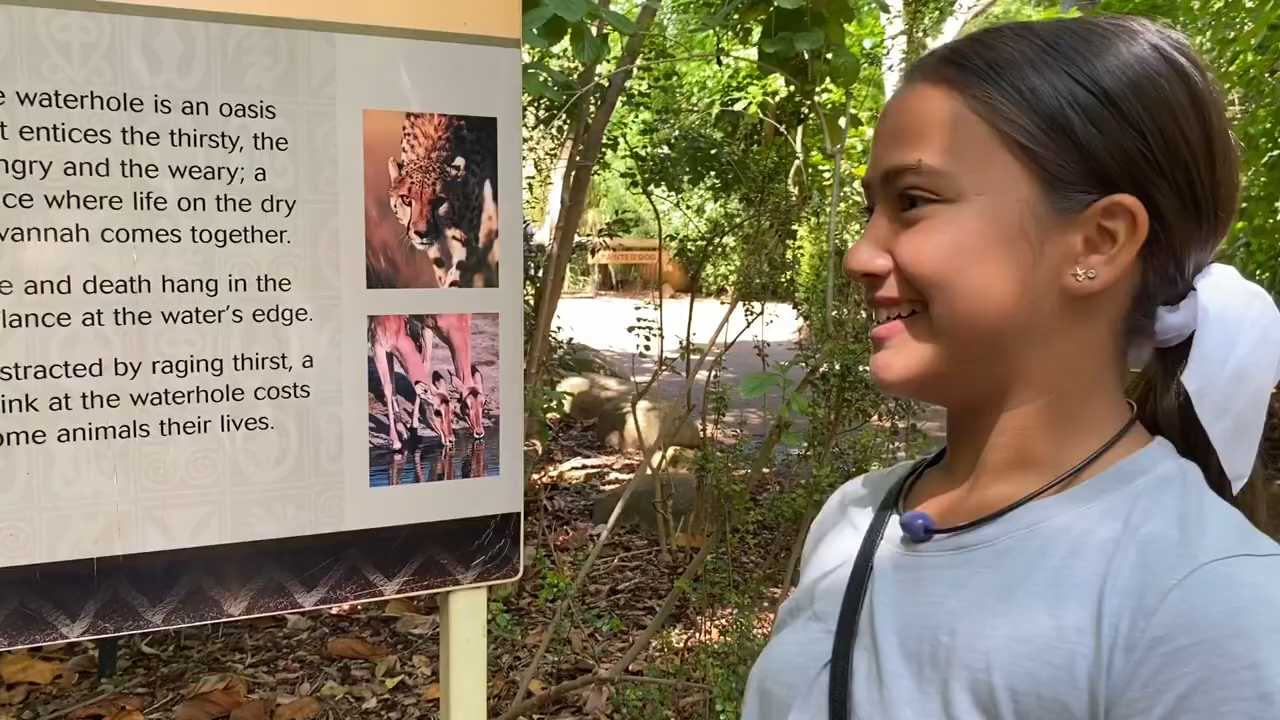 e waterhole is an oasis
t entices the thirsty, the
ngry and the weary; a
ce where life on the dry
vannah comes together.
e and death hang in the
lance at the water's edge.
stracted by raging thirst, a
ink at the waterhole costs
ome animals their lives.
PAINTED DOG